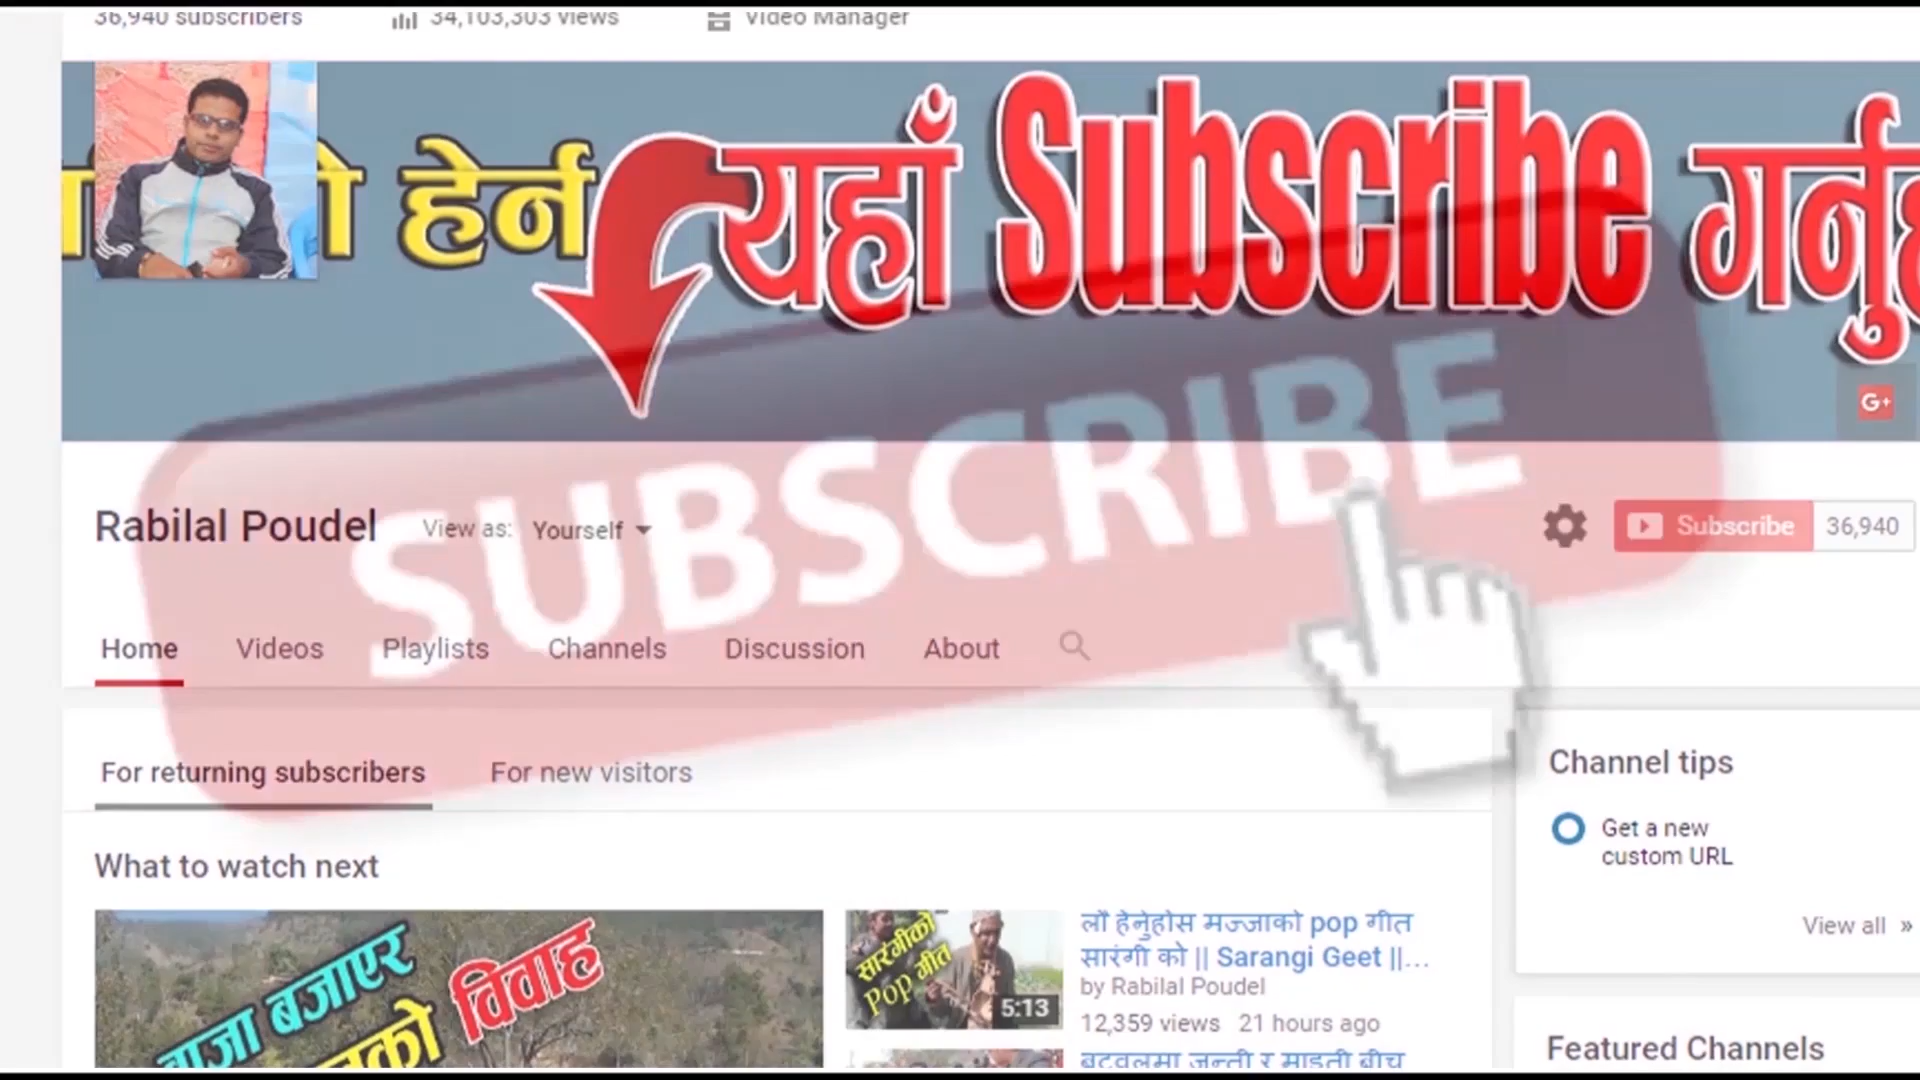 36,940 subscribers 34,103,303 views Video Manager
हेर्न यहाँ Subscribe
G+
SUBSCRIBE
Rabilal Poudel View as: Yourself
Subscribe 36,940
Home Videos Playlists Channels Discussion About
For returning subscribers For new visitors
What to watch next
बजाएर
विवाह
सारंगीको
pop गीत
5:13
लौ हेर्नुहोस मज्जाको pop गीत
सारंगी को || Sarangi Geet ||...
by Rabilal Poudel
12,359 views 21 hours ago
बुटवलमा जन्ती र माइती बीच
Channel tips
Get a new
custom URL
View all »
Featured Channels